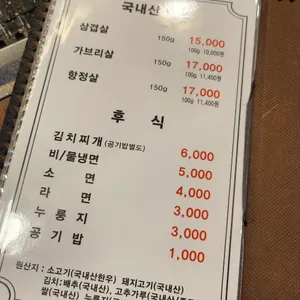 국내산
삼겹살 150g 15,000
100g 10,000원
가브리살 150g 17,000
100g 11,400원
항정살 150g 17,000
100g 11,400원
후 식
김치찌개 (공기밥별도) 6,000
비/물냉면 5,000
소 면 4,000
라 면 3,000
누룽지 3,000
공기밥 1,000
원산지 : 소고기(국내산한우) 돼지고기(국내산)
김치:배추(국내산), 고추가루(국내산/중국
쌀(국내산) 누룽지